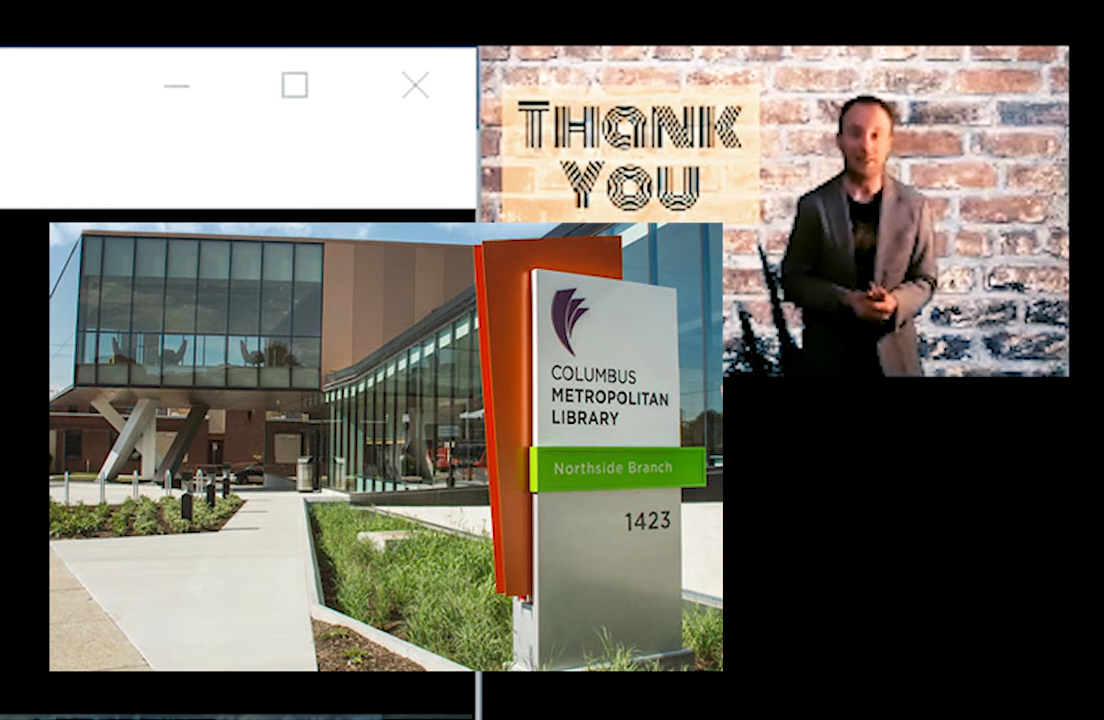 THANK
YOU
COLUMBUS
METROPOLITAN
LIBRARY
Northside Branch
1423